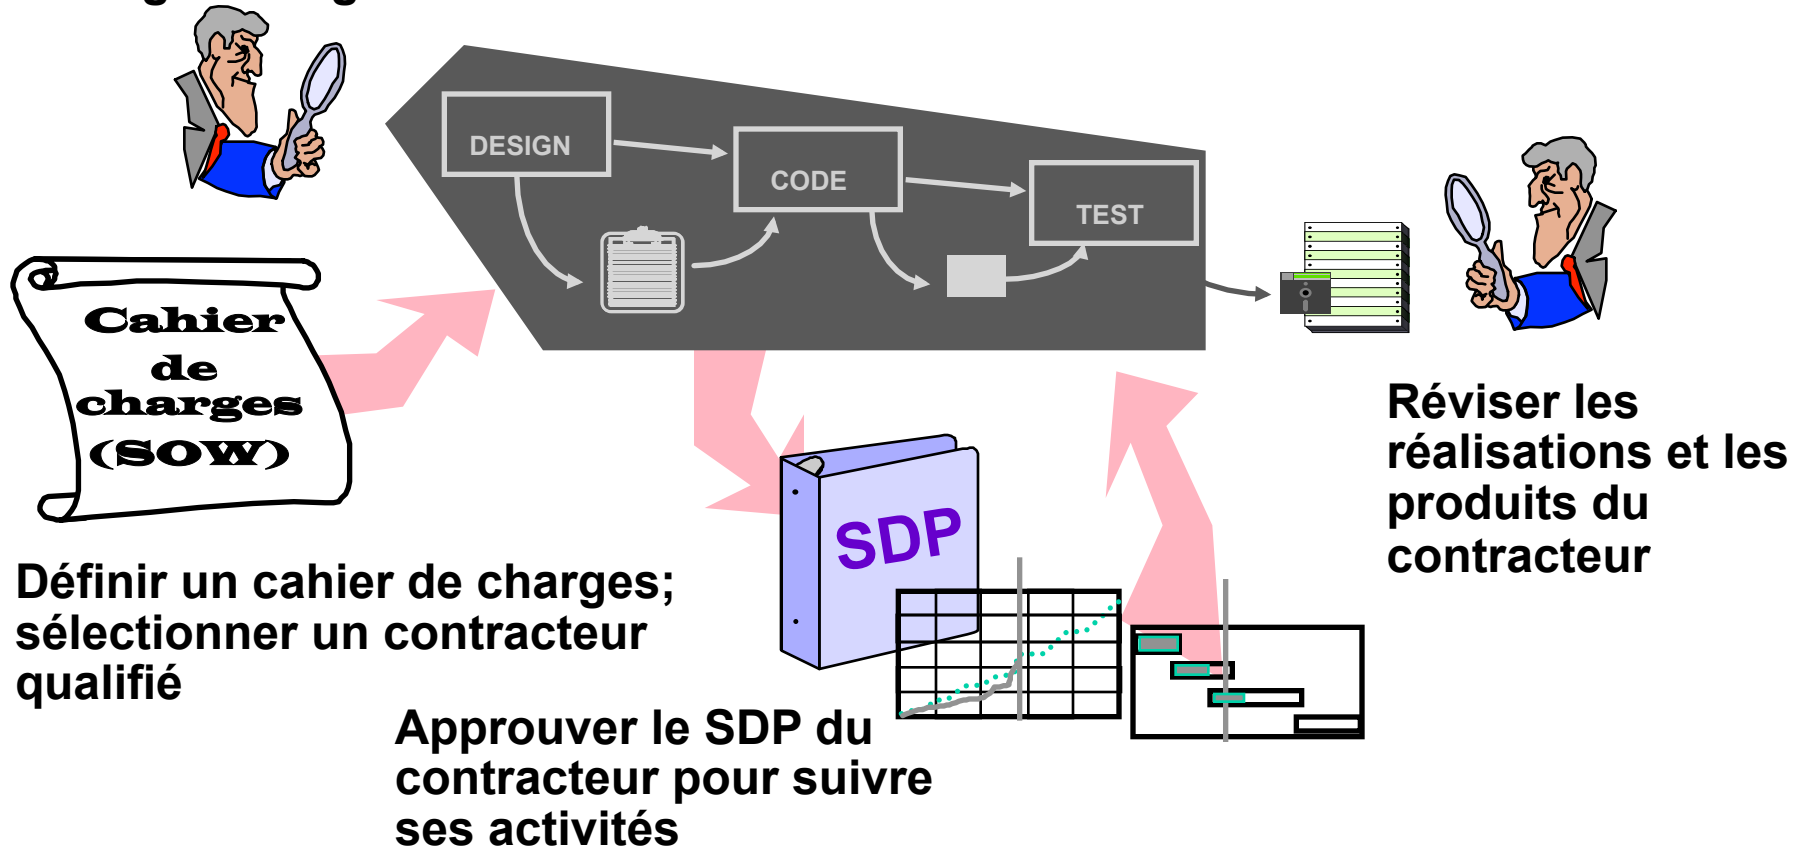 DESIGN
CODE
TEST
Cahier
de
charges
(SOW)
SDP
Réviser les
réalisations et les
produits du
contracteur
Définir un cahier de charges;
sélectionner un contracteur
qualifié
Approuver le SDP du
contracteur pour suivre
ses activités